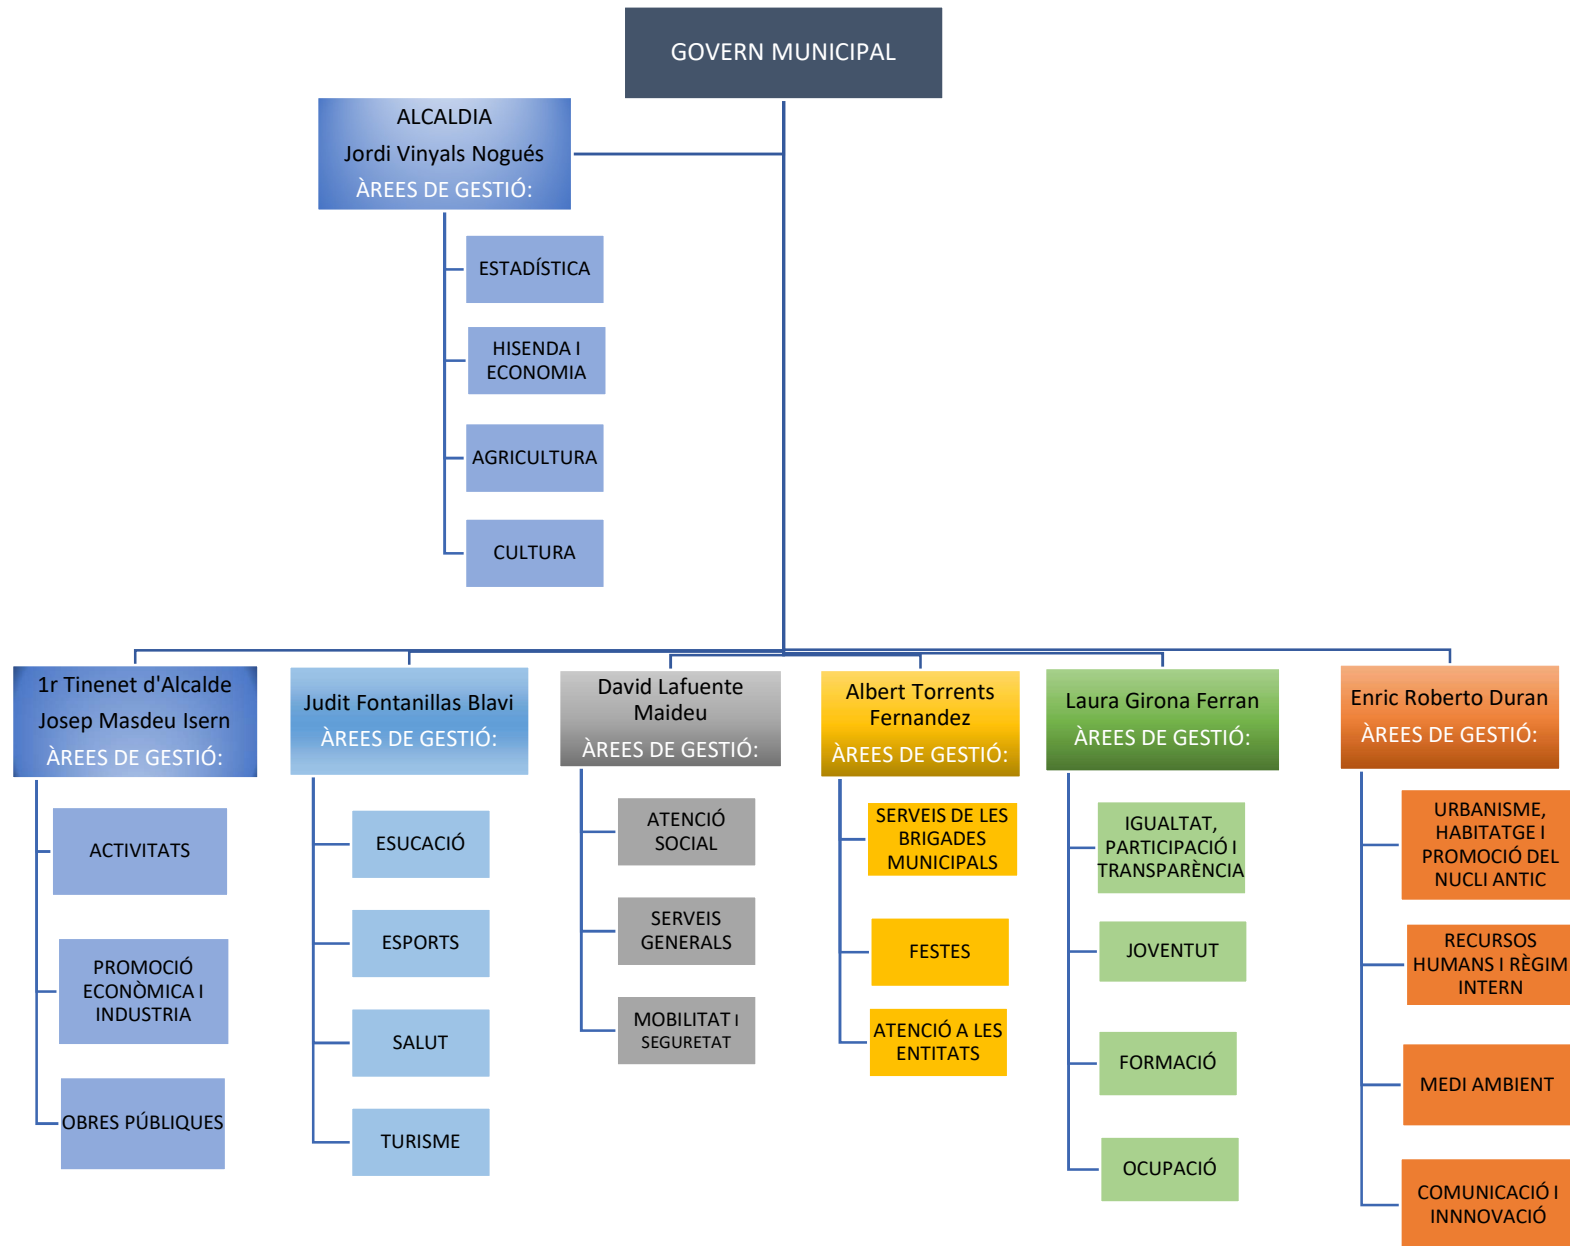 GOVERN MUNICIPAL
ALCALDIA
Jordi Vinyals Nogués
ÀREES DE GESTIÓ:
ESTADÍSTICA
HISENDA I
ECONOMIA
AGRICULTURA
CULTURA
1r Tinenet d'Alcalde
Josep Masdeu Isern
ÀREES DE GESTIÓ:
ACTIVITATS
PROMOCIÓ
ECONÒMICA I
INDUSTRIA
OBRES PÚBLIQUES
Judit Fontanillas Blavi
ÀREES DE GESTIÓ:
ESUCACIÓ
ESPORTS
SALUT
TURISME
David Lafuente
Maideu
ÀREES DE GESTIÓ:
ATENCIÓ
SOCIAL
SERVEIS
GENERALS
MOBILITAT I
SEGURETAT
Albert Torrents
Fernandez
ÀREES DE GESTIÓ:
SERVEIS DE LES
BRIGADES
MUNICIPALS
FESTES
ATENCIÓ A LES
ENTITATS
Laura Girona Ferran
ÀREES DE GESTIÓ:
IGUALTAT,
PARTICIPACIÓ I
TRANSPARÈNCIA
JOVENTUT
FORMACIÓ
OCUPACIÓ
Enric Roberto Duran
ÀREES DE GESTIÓ:
URBANISME,
HABITATGE I
PROMOCIÓ DEL
NUCLI ANTIC
RECURSOS
HUMANS I RÈGIM
INTERN
MEDI AMBIENT
COMUNICACIÓ I
INNNOVACIÓ